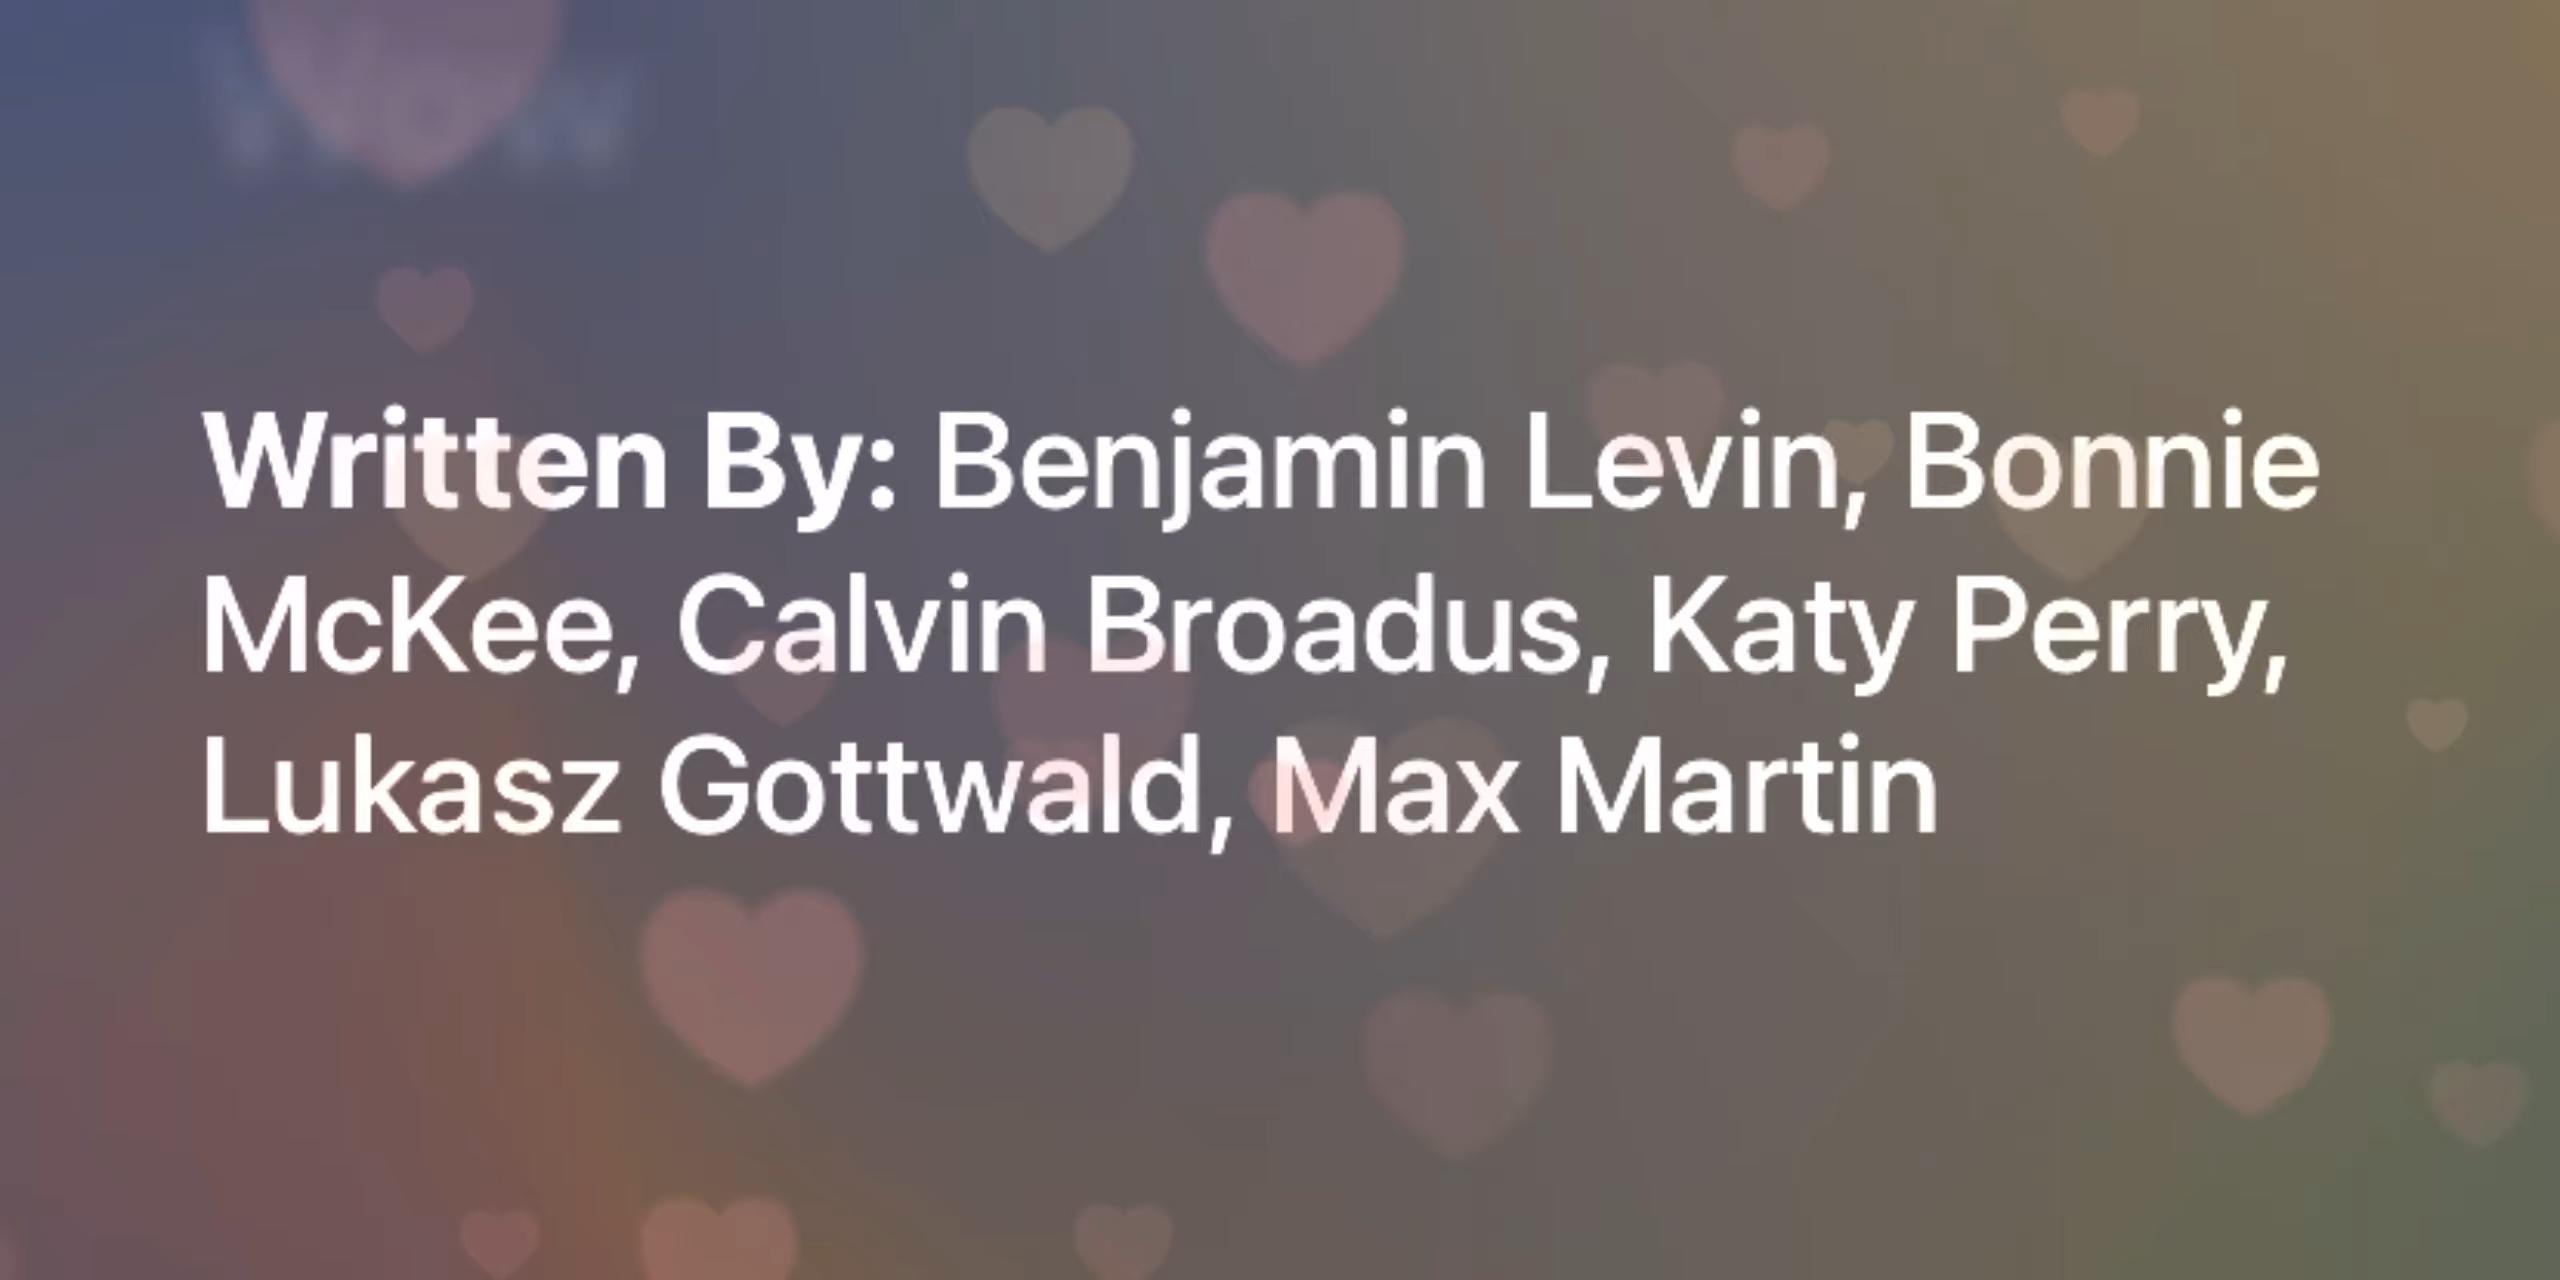 Written By: Benjamin Levin, Bonnie
McKee, Calvin Broadus, Katy Perry,
Lukasz Gottwald, Max Martin